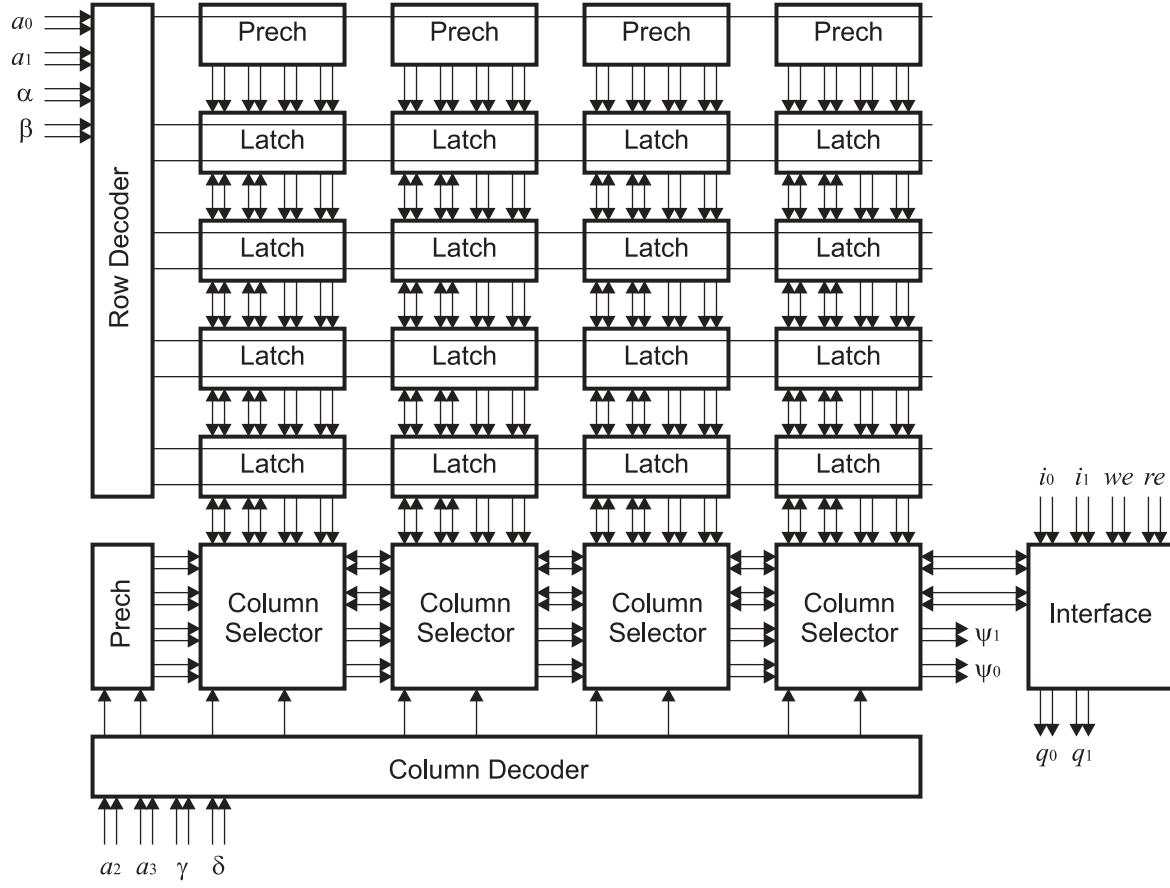 a0
a1
α
β
Row Decoder
Prech Prech Prech Prech
Latch Latch Latch Latch
Latch Latch Latch Latch
Latch Latch Latch Latch
Latch Latch Latch Latch
i0 i1 we re
Prech
Column Selector
Column Selector
Column Selector
Column Selector
Interface
ψ1
ψ0
q0 q1
Column Decoder
a2 a3 γ δ